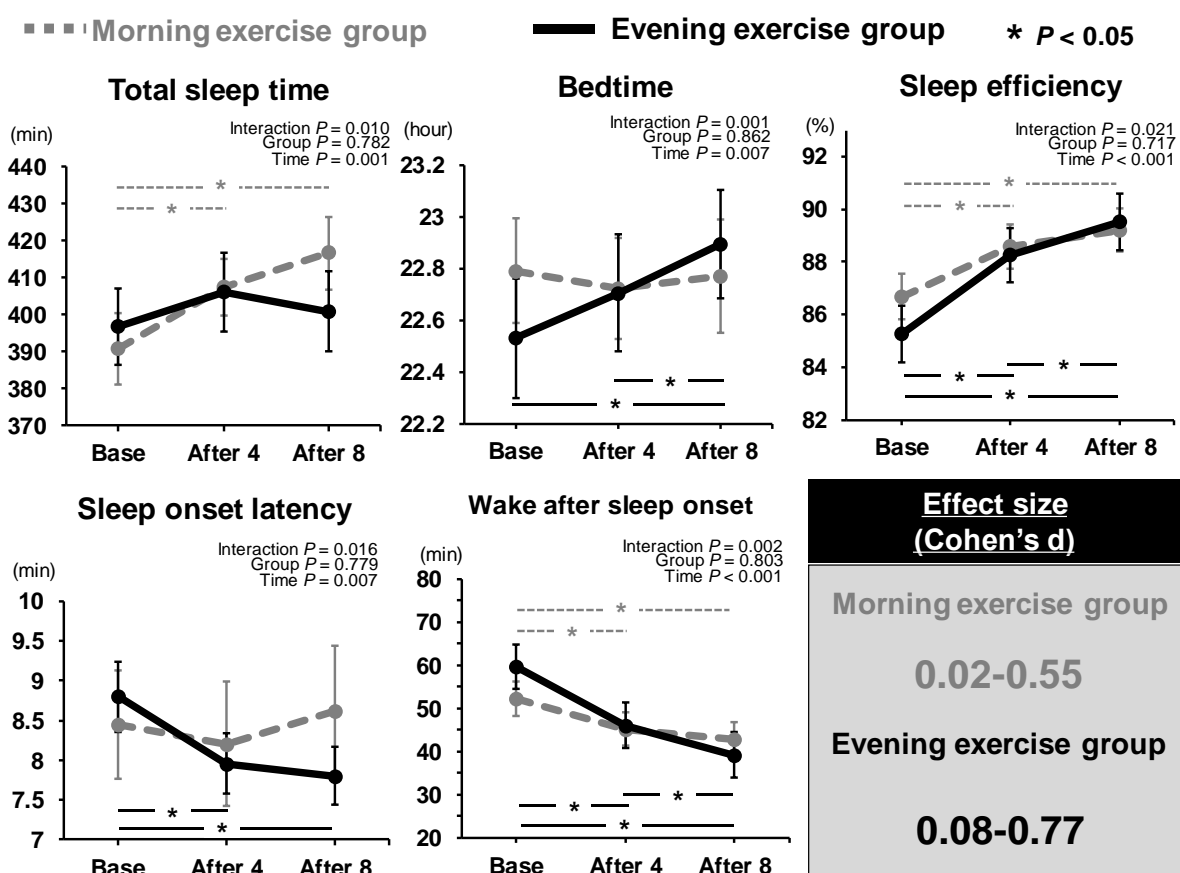 Morning exercise group
Evening exercise group
* P < 0.05
Total sleep time
(min)
Interaction P = 0.010
Group P = 0.782
Time P = 0.001
440
430
420
410
400
390
380
370
*
*
Base After 4 After 8
Bedtime
(hour)
Interaction P = 0.001
Group P = 0.862
Time P = 0.007
23.2
23
22.8
22.6
22.4
22.2
*
*
Base After 4 After 8
Sleep efficiency
(%)
Interaction P = 0.021
Group P = 0.717
Time P < 0.001
92
90
88
86
84
82
*
*
*
*
*
Base After 4 After 8
Sleep onset latency
(min)
Interaction P = 0.016
Group P = 0.779
Time P = 0.007
10
9.5
9
8.5
8
7.5
7
*
*
Base After 4 After 8
Wake after sleep onset
(min)
Interaction P = 0.002
Group P = 0.803
Time P < 0.001
80
70
60
50
40
30
20
*
*
*
*
*
Base After 4 After 8
Effect size
(Cohen's d)
Morning exercise group
0.02-0.55
Evening exercise group
0.08-0.77